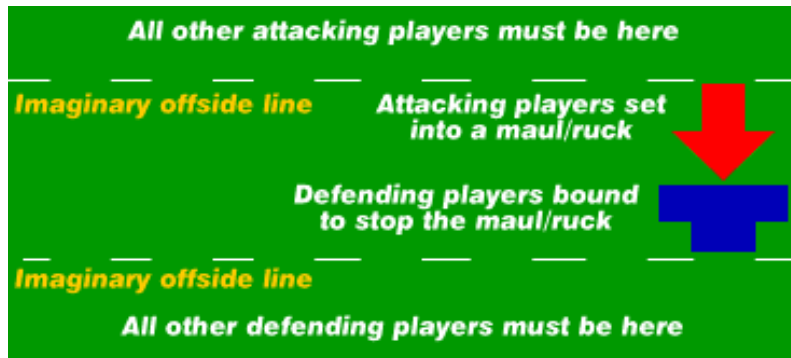 All other attacking players must be here
Imaginary offside line
Attacking players set
into a maul/ruck
Defending players bound
to stop the maul/ruck
Imaginary offside line
All other defending players must be here